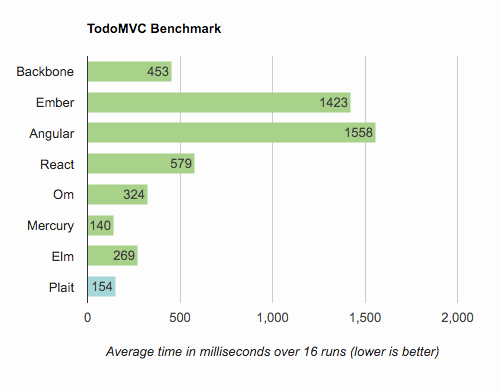 TodoMVC Benchmark
Backbone 453
Ember 1423
Angular 1558
React 579
Om 324
Mercury 140
Elm 269
Plait 154
0 500 1,000 1,500 2,000
Average time in milliseconds over 16 runs (lower is better)